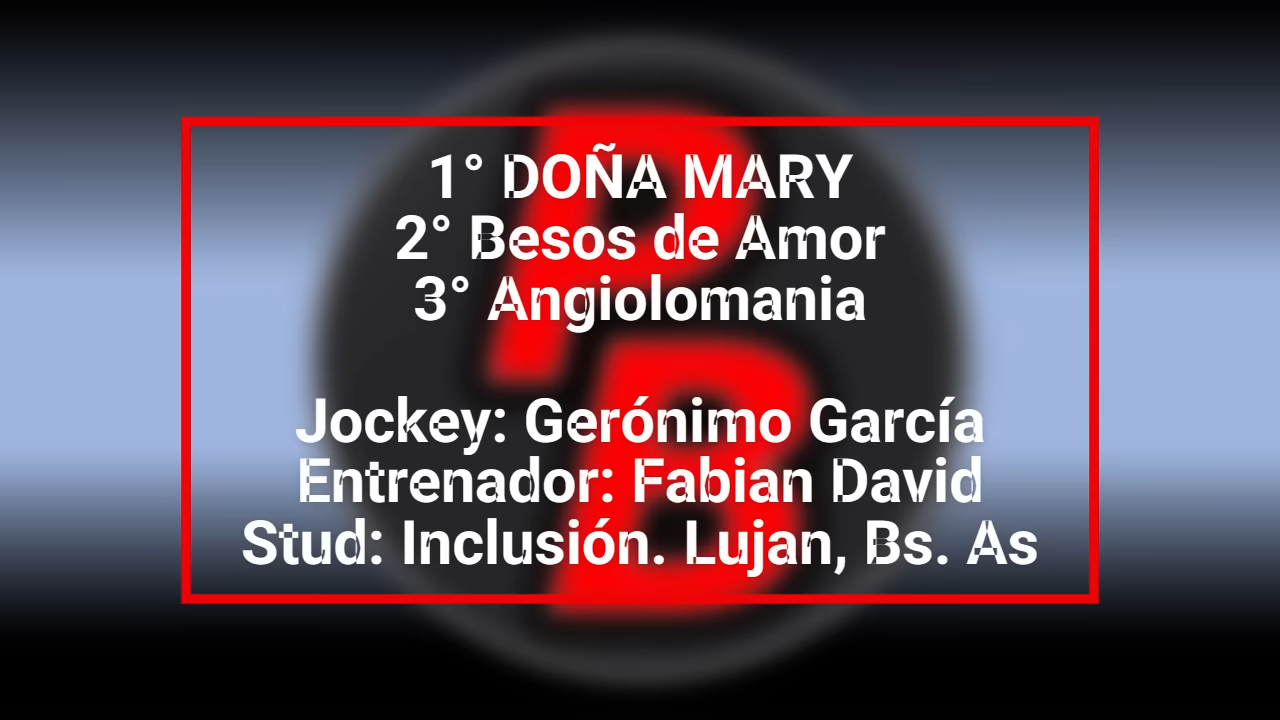 1° DOÑA MARY
2° Besos de Amor
3° Angiolomania
Jockey: Gerónimo García
Entrenador: Fabian David
Stud: Inclusión. Lujan, Bs. As